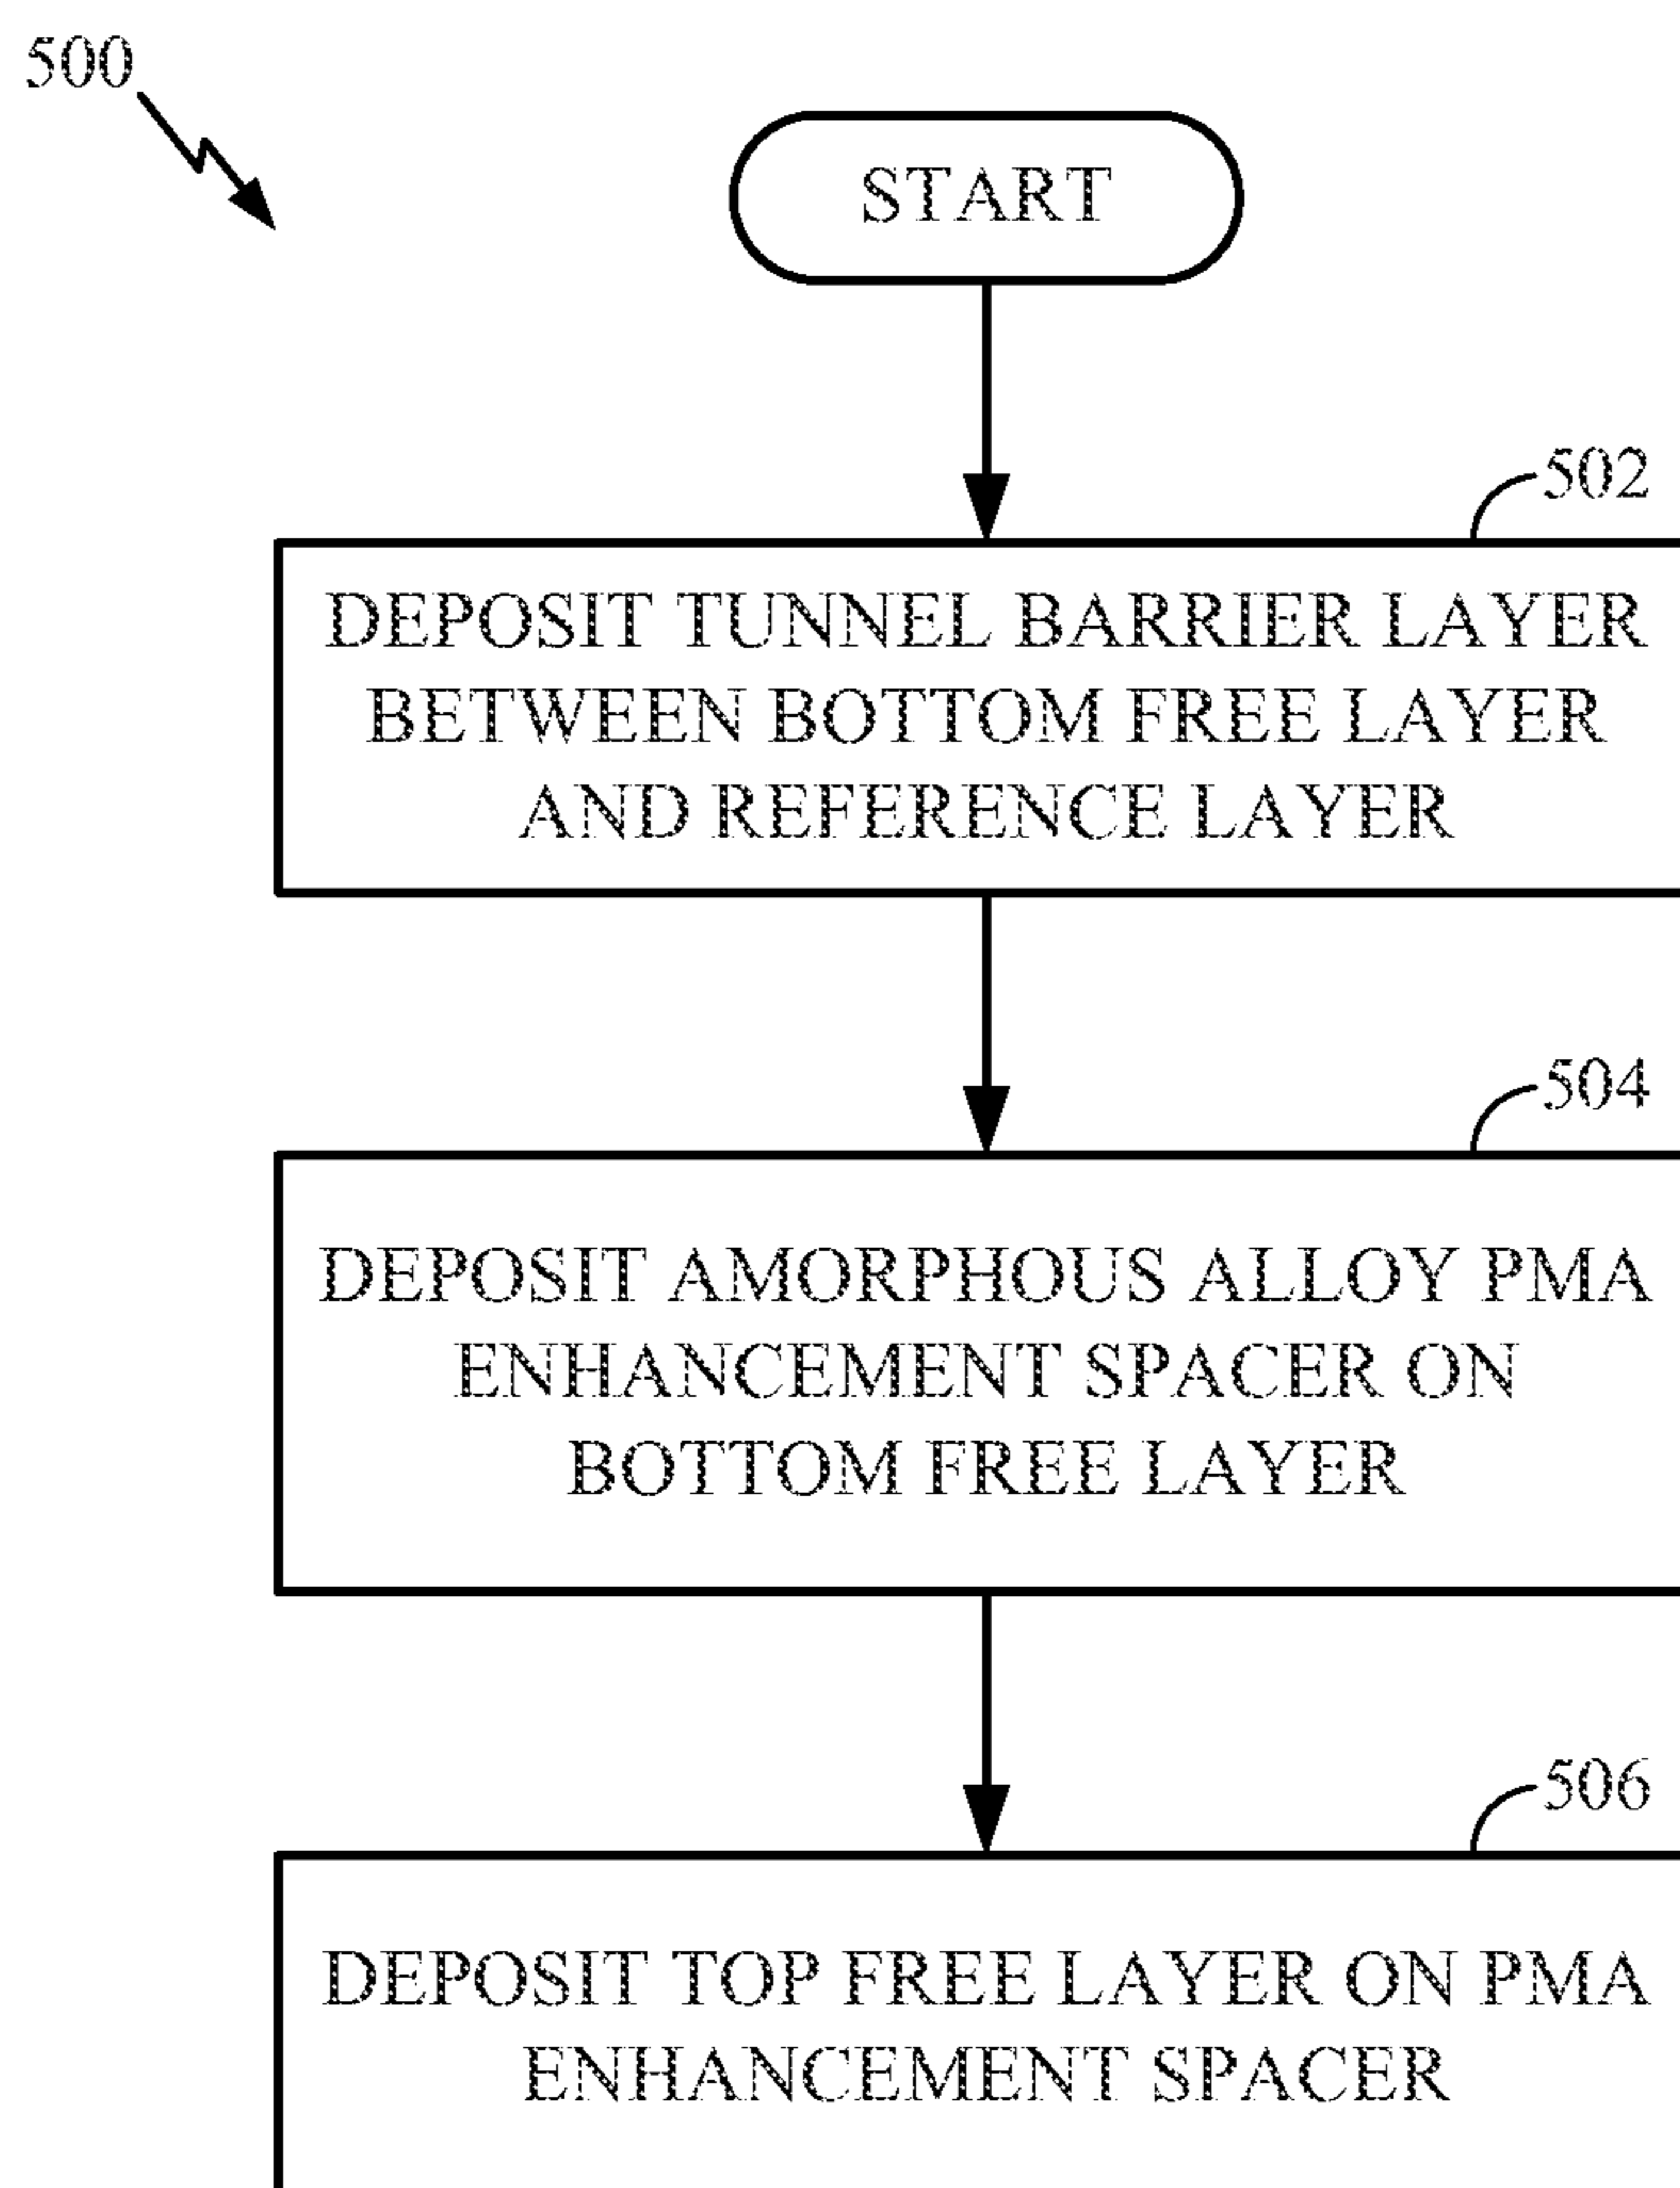 500
START
502
DEPOSIT TUNNEL BARRIER LAYER
BETWEEN BOTTOM FREE LAYER
AND REFERENCE LAYER
504
DEPOSIT AMORPHOUS ALLOY PMA
ENHANCEMENT SPACER ON
BOTTOM FREE LAYER
506
DEPOSIT TOP FREE LAYER ON PMA
ENHANCEMENT SPACER